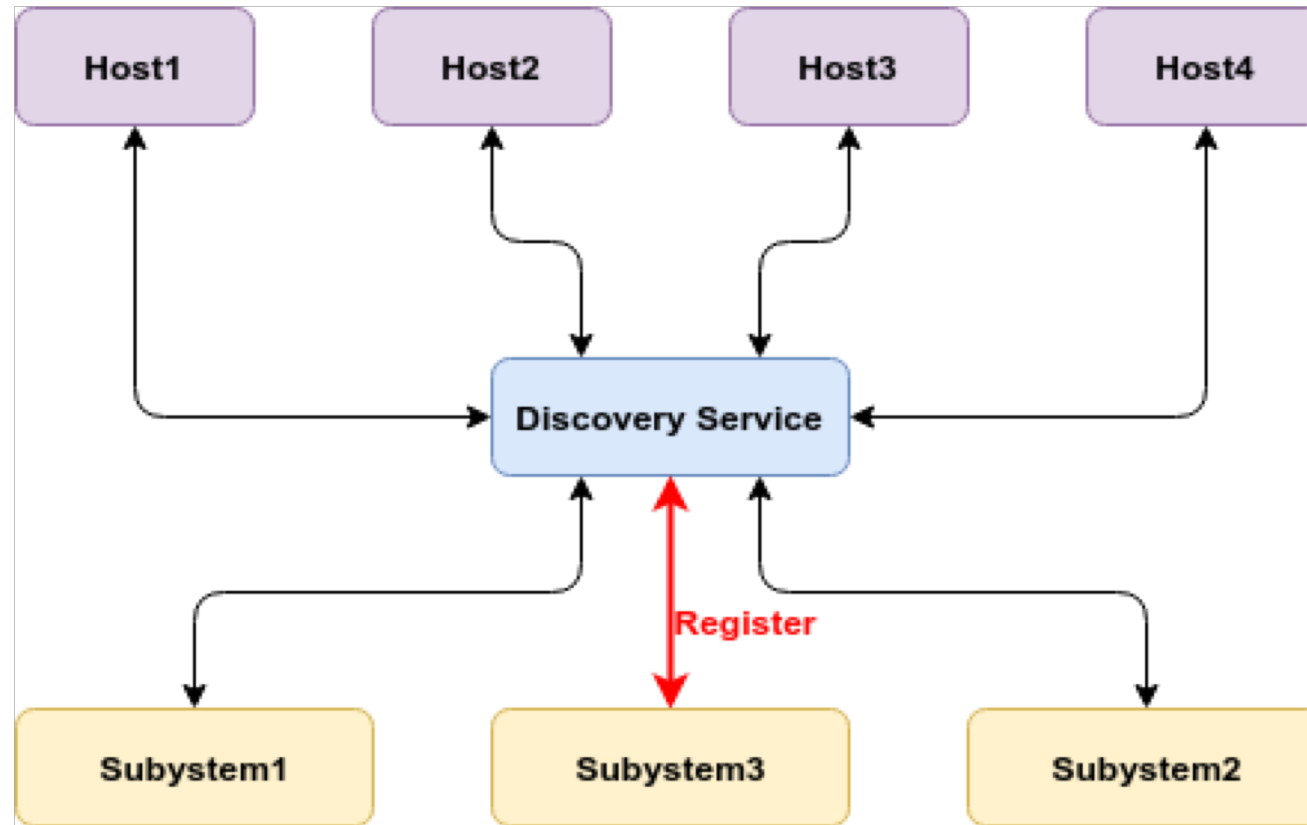 Host1
Host2
Host3
Host4
Discovery Service
Register
Subystem1
Subystem3
Subystem2